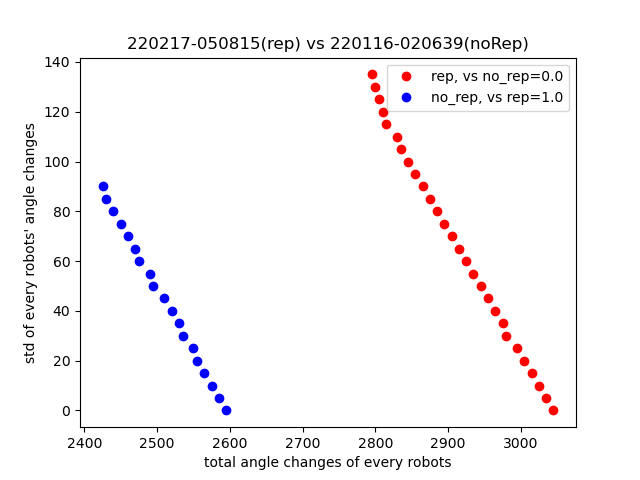 220217-050815(rep) vs 220116-020639(noRep)
rep, vs no_rep=0.0
no_rep, vs rep=1.0
140
120
100
80
60
40
20
0
std of every robots' angle changes
2400 2500 2600 2700 2800 2900 3000
total angle changes of every robots